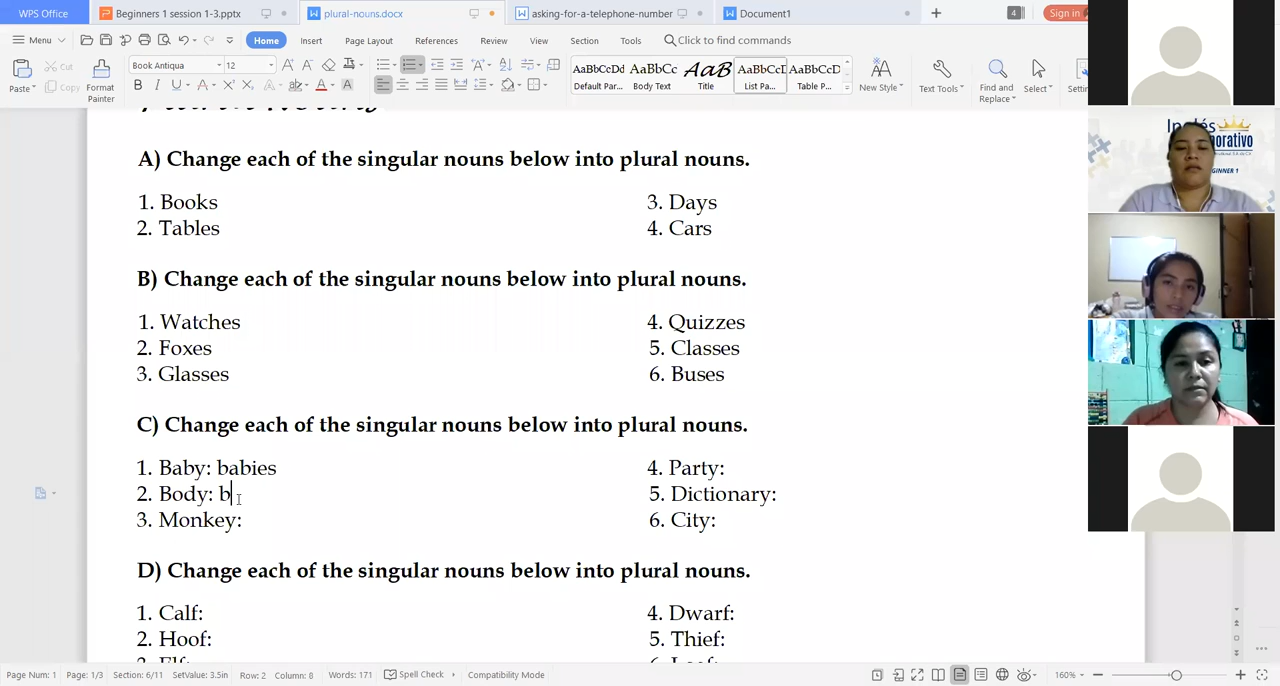 WPS Office
Beginners 1 session 1-3.pptx
plural-nouns.docx
asking-for-a-telephone-number
Document1
4
Sign in
Menu
Home
Insert
Page Layout
References
Review
View
Section
Tools
Click to find commands
Paste
Cut
Copy
Format Painter
Book Antiqua
12
AaBbCcDd
Default Par...
AaBbCc
Body Text
AaB
Title
AaBbCcD
List Pa...
AaBbCcD
Table P...
New Style
Text Tools
Find and Replace
Select
A) Change each of the singular nouns below into plural nouns.
1. Books
2. Tables
3. Days
4. Cars
B) Change each of the singular nouns below into plural nouns.
1. Watches
2. Foxes
3. Glasses
4. Quizzes
5. Classes
6. Buses
C) Change each of the singular nouns below into plural nouns.
1. Baby: babies
2. Body: b
3. Monkey:
4. Party:
5. Dictionary:
6. City:
D) Change each of the singular nouns below into plural nouns.
1. Calf:
2. Hoof:
4. Dwarf:
5. Thief:
Page Num: 1
Page: 1/3
Section: 6/11
SetValue: 3.5in
Row: 2
Column: 8
Words: 171
Spell Check
Compatibility Mode
160%